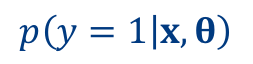 p(y = 1|x, θ)